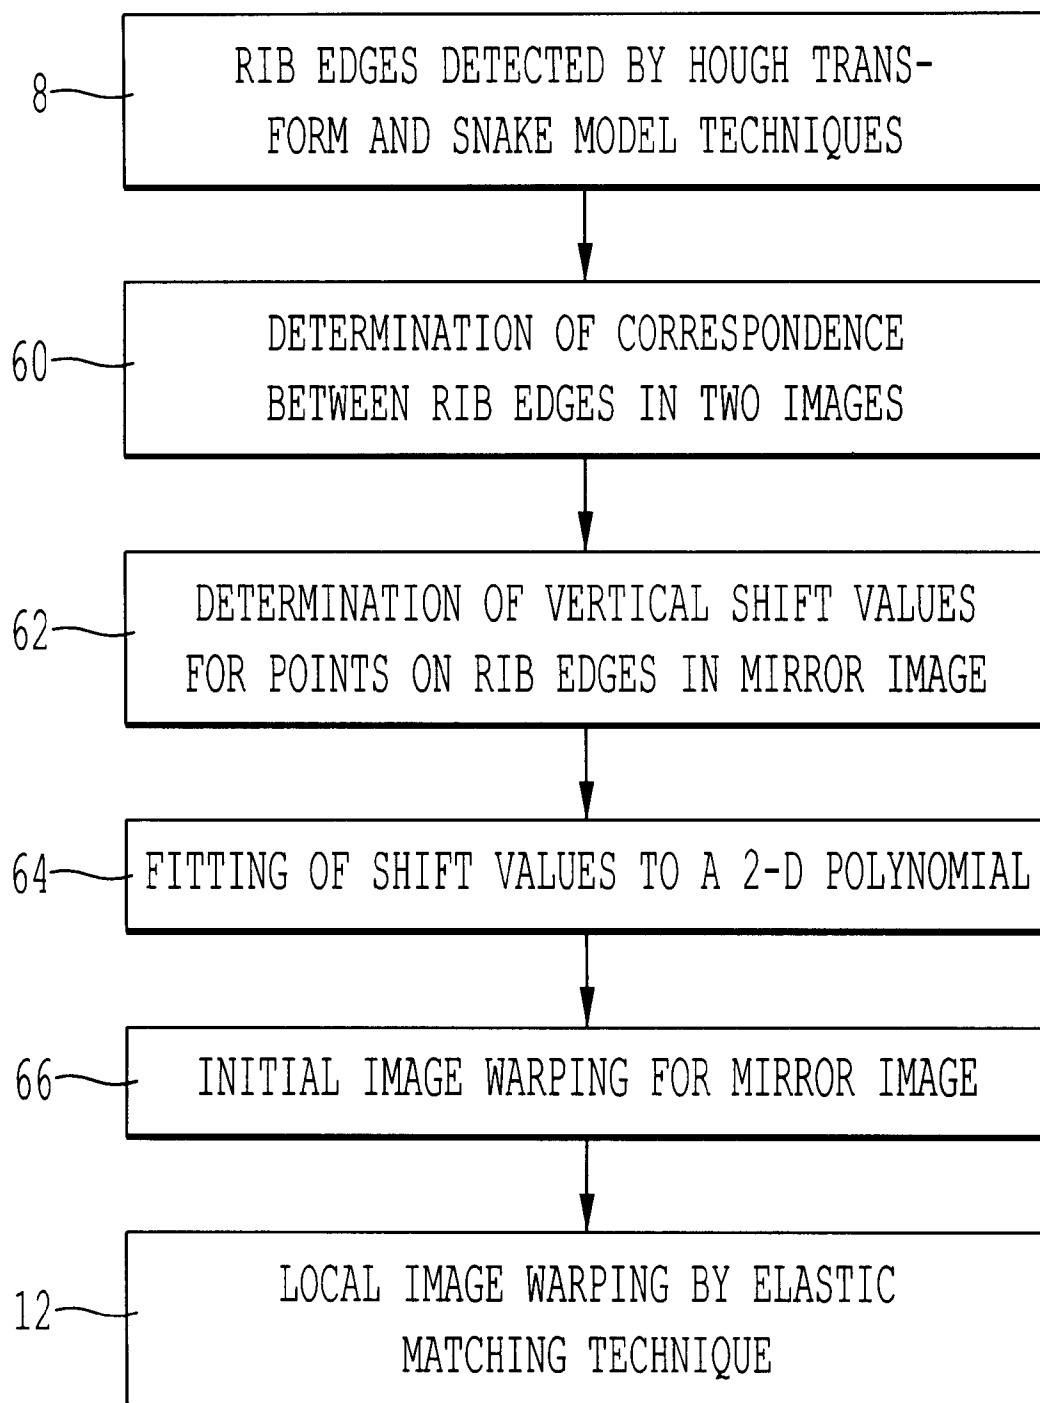 8
RIB EDGES DETECTED BY HOUGH TRANS-
FORM AND SNAKE MODEL TECHNIQUES
60
DETERMINATION OF CORRESPONDENCE
BETWEEN RIB EDGES IN TWO IMAGES
62
DETERMINATION OF VERTICAL SHIFT VALUES
FOR POINTS ON RIB EDGES IN MIRROR IMAGE
64
FITTING OF SHIFT VALUES TO A 2-D POLYNOMIAL
66
INITIAL IMAGE WARPING FOR MIRROR IMAGE
12
LOCAL IMAGE WARPING BY ELASTIC
MATCHING TECHNIQUE